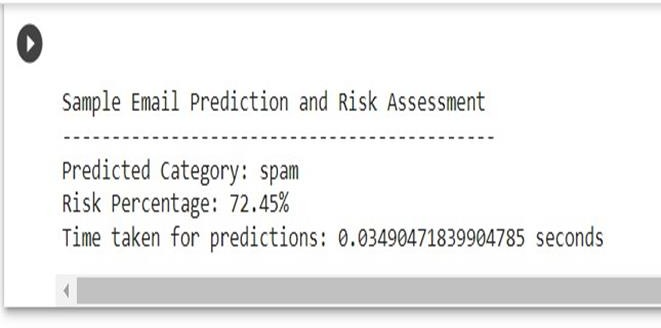 Sample Email Prediction and Risk Assessment
--------------------------------------------
Predicted Category: spam
Risk Percentage: 72.45%
Time taken for predictions: 0.03490471839904785 seconds